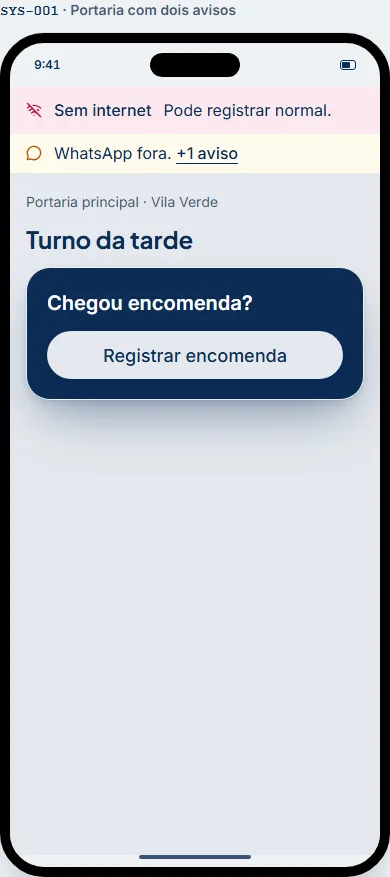 SYS-001 · Portaria com dois avisos
9:41
Sem internet Pode registrar normal.
WhatsApp fora. +1 aviso
Portaria principal · Vila Verde
Turno da tarde
Chegou encomenda?
Registrar encomenda